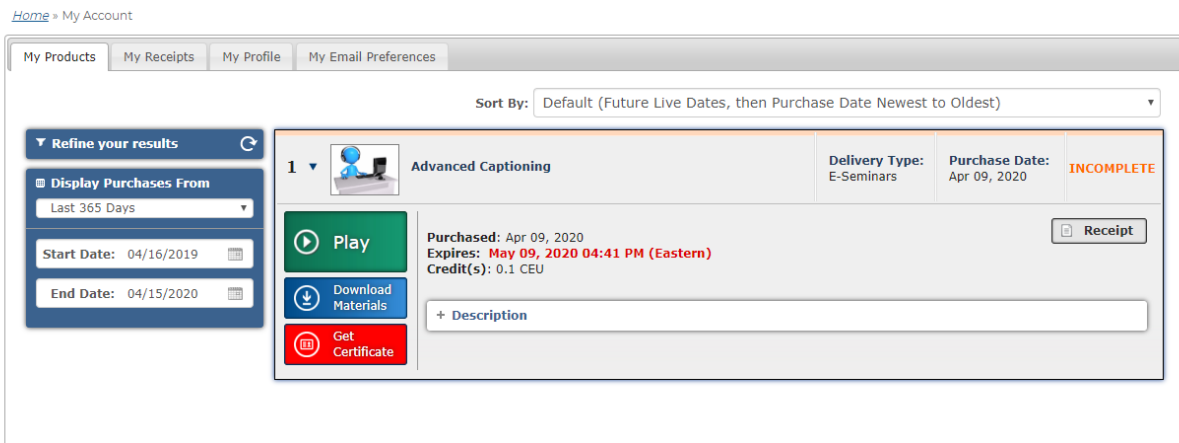 Home » My Account
My Products My Receipts My Profile My Email Preferences
Sort By: Default (Future Live Dates, then Purchase Date Newest to Oldest)
Refine your results
Display Purchases From
Last 365 Days
Start Date: 04/16/2019
End Date: 04/15/2020
1 Advanced Captioning
Delivery Type:
E-Seminars
Purchase Date:
Apr 09, 2020
INCOMPLETE
Play
Download
Materials
Get
Certificate
Purchased: Apr 09, 2020
Expires: May 09, 2020 04:41 PM (Eastern)
Credit(s): 0.1 CEU
Receipt
+ Description